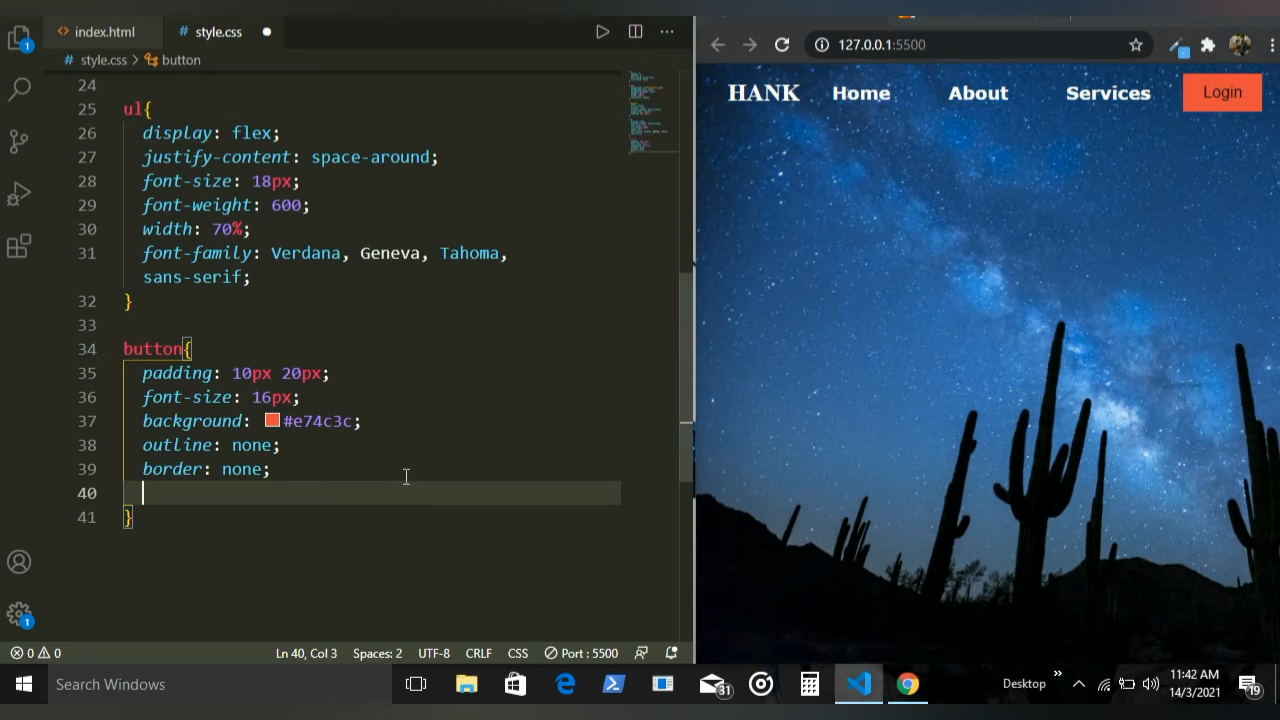 index.html
# style.css
# style.css > button
24
25 ul{
26 display: flex;
27 justify-content: space-around;
28 font-size: 18px;
29 font-weight: 600;
30 width: 70%;
31 font-family: Verdana, Geneva, Tahoma,
sans-serif;
32 }
33
34 button{
35 padding: 10px 20px;
36 font-size: 16px;
37 background: #e74c3c;
38 outline: none;
39 border: none;
40
41 }
1
1
0 0
Ln 40, Col 3 Spaces: 2 UTF-8 CRLF CSS Port : 5500
127.0.0.1:5500
HANK Home About Services Login
Search Windows
31
Desktop
11:42 AM
14/3/2021
19